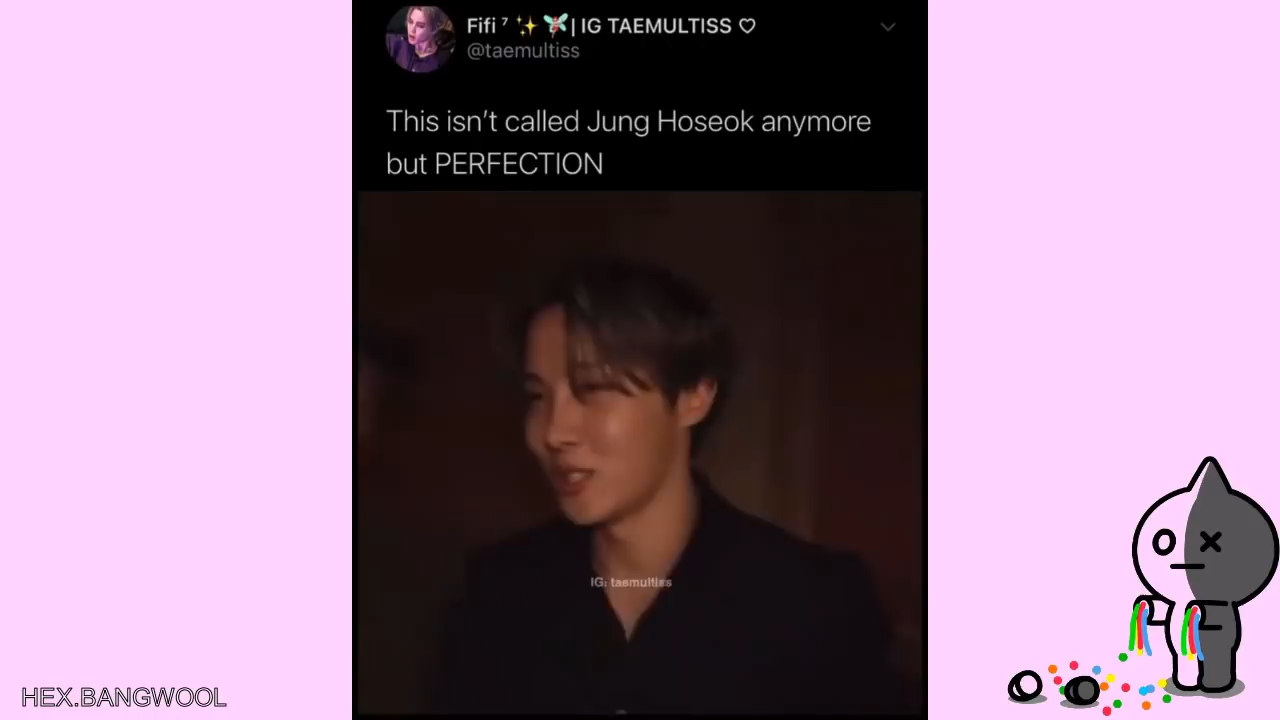 Fifi ⁷ ✨🧚| IG TAEMULTISS ♡
@taemultiss
This isn't called Jung Hoseok anymore
but PERFECTION
IG: taemultiss
HEX.BANGWOOL